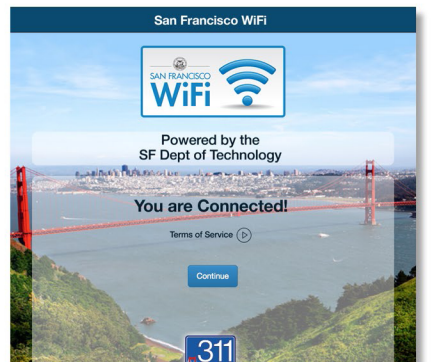 San Francisco WiFi
SAN FRANCISCO
WiFi
Powered by the
SF Dept of Technology
You are Connected!
Terms of Service
Continue
311